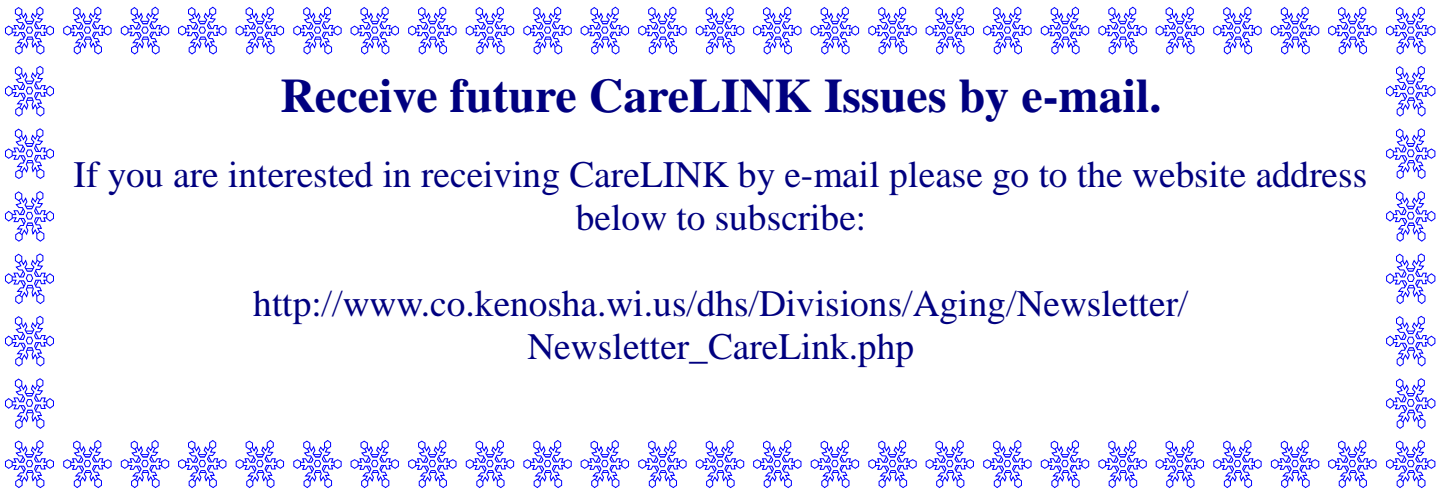 Receive future CareLINK Issues by e-mail.
If you are interested in receiving CareLINK by e-mail please go to the website address
below to subscribe:
http://www.co.kenosha.wi.us/dhs/Divisions/Aging/Newsletter/
Newsletter_CareLink.php